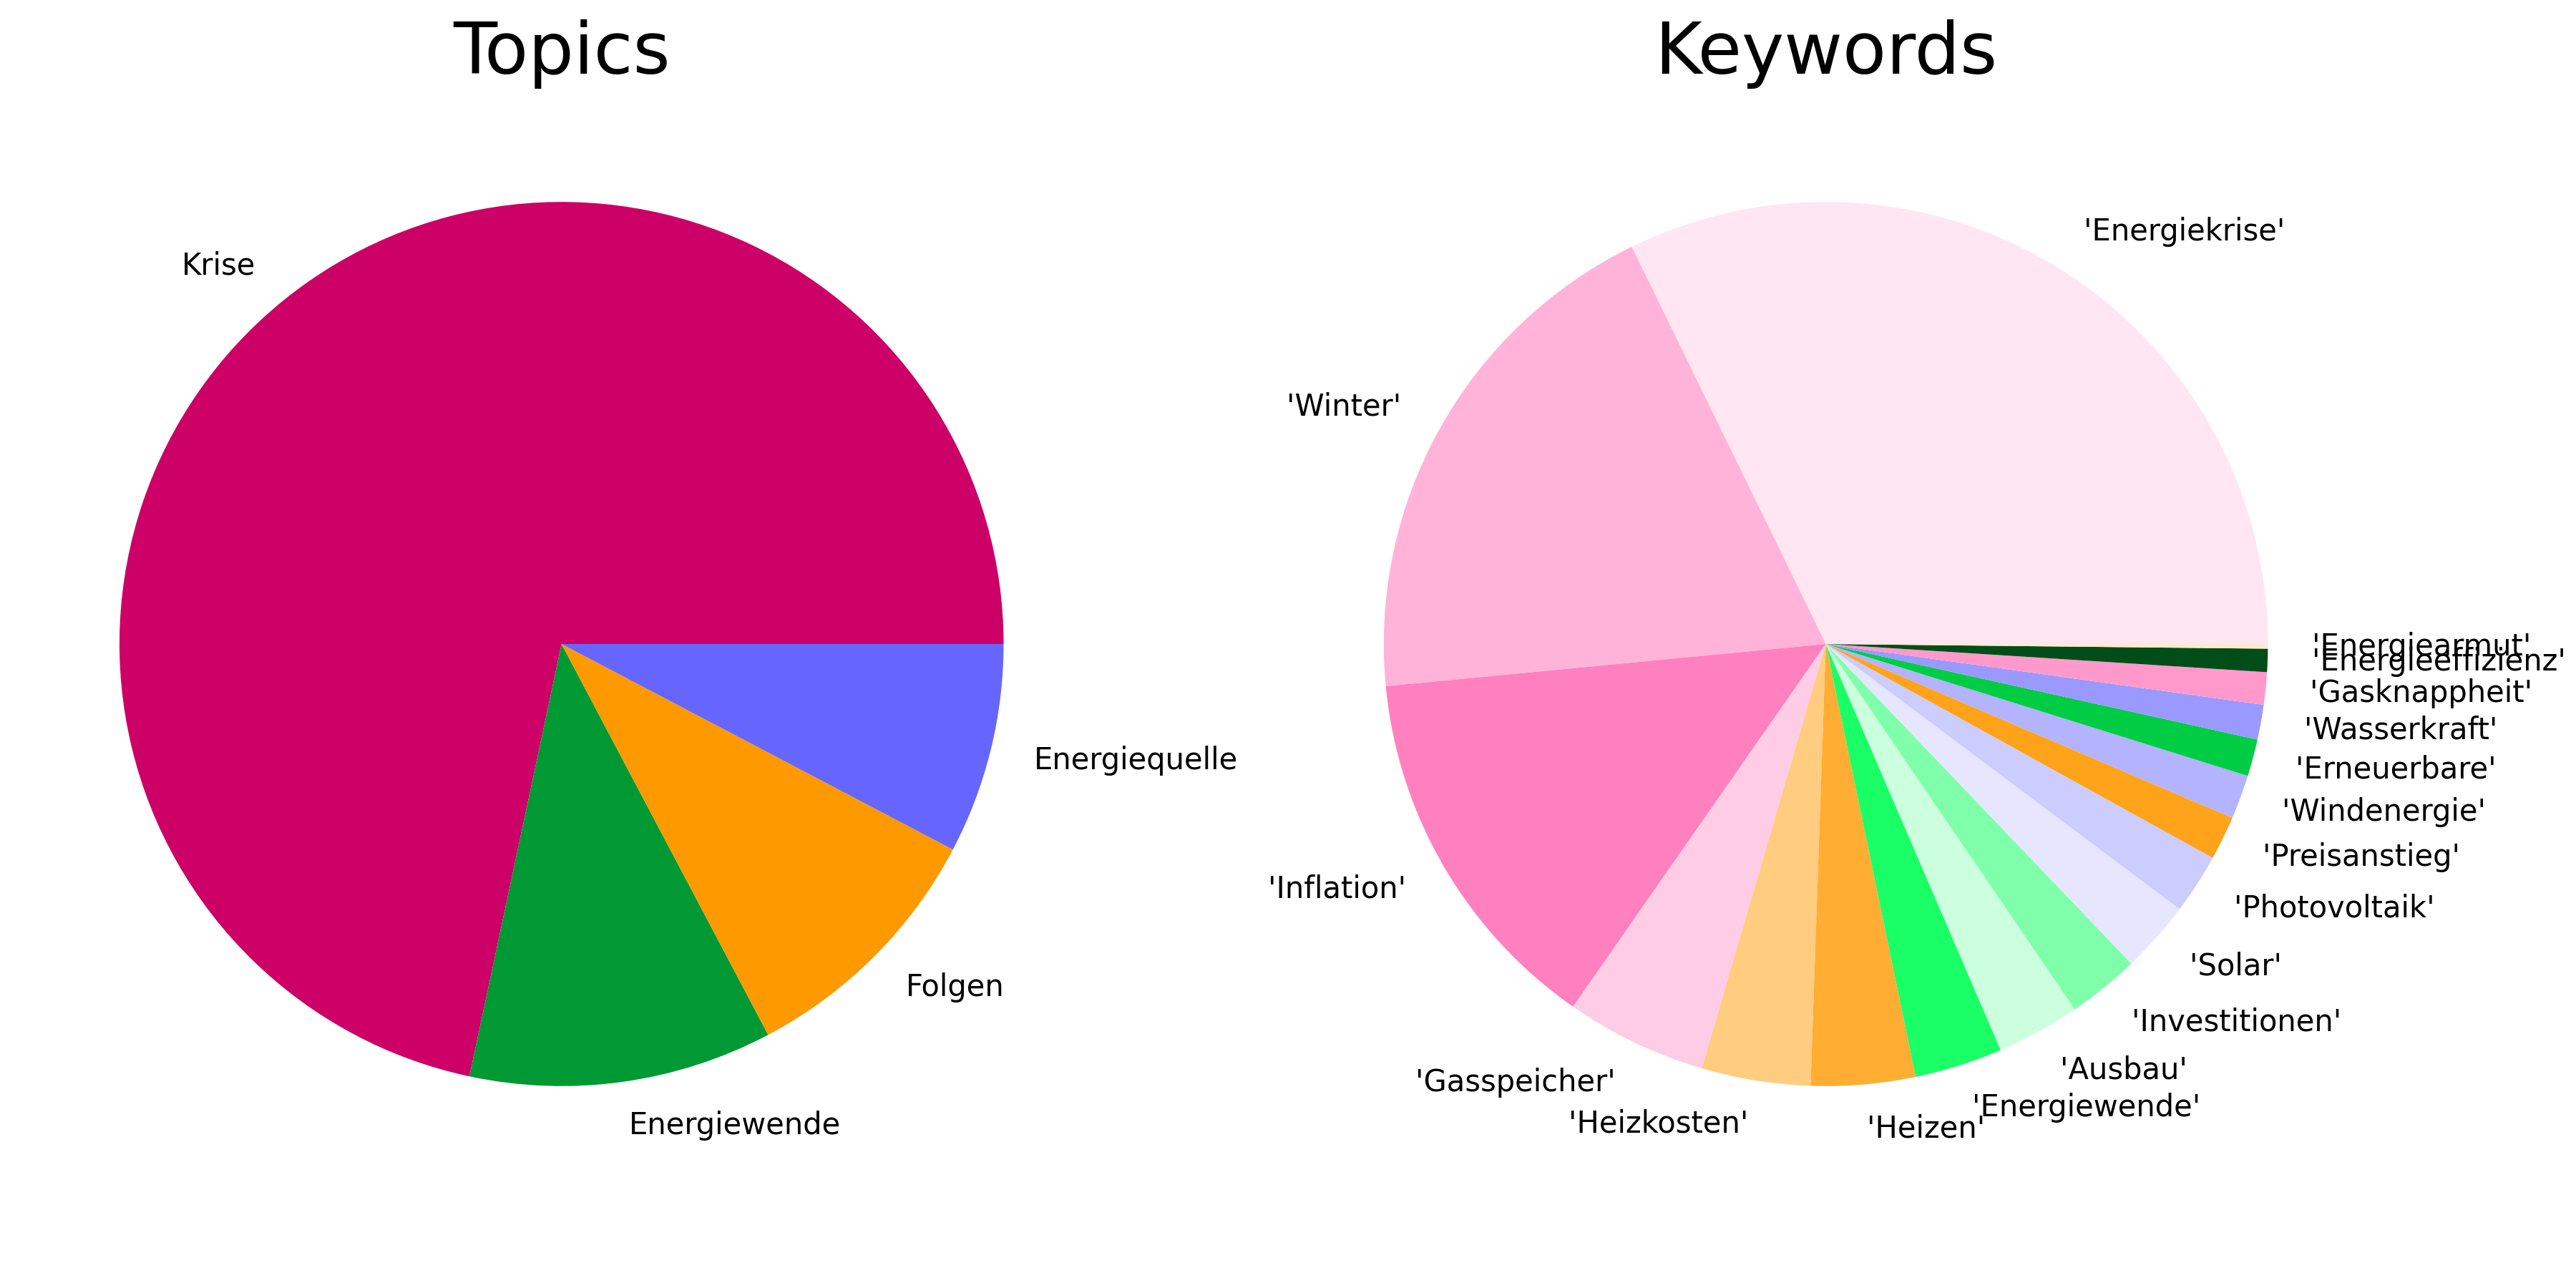 Topics
Krise
Energiewende
Folgen
Energiequelle
Keywords
'Energiekrise'
'Winter'
'Inflation'
'Gasspeicher'
'Heizkosten'
'Heizen'
'Energiewende'
'Ausbau'
'Investitionen'
'Solar'
'Photovoltaik'
'Preisanstieg'
'Windenergie'
'Erneuerbare'
'Wasserkraft'
'Gasknappheit'
'Energieeffizienz'
'Energiearmut'